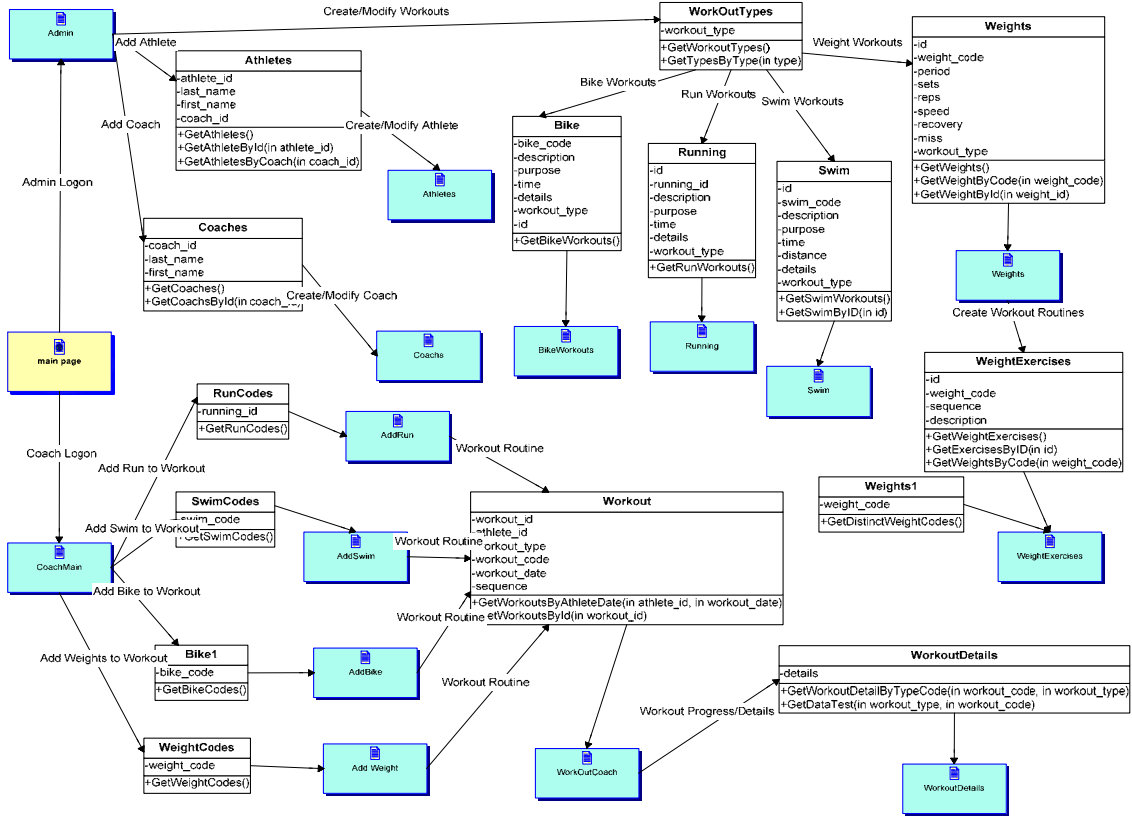 Admin
Create/Modify Workouts
Add Athlete
Athletes
-athlete_id
-last_name
-first_name
-coach_id
+GetAthletes()
+GetAthleteById(in athlete_id)
+GetAthletesByCoach(in coach_id)
Add Coach
Create/Modify Athlete
Athletes
Admin Logon
Coaches
-coach_id
-last_name
-first_name
+GetCoaches()
+GetCoachsById(in coach_id)
Create/Modify Coach
Coachs
main page
WorkOutTypes
-workout_type
+GetWorkoutTypes()
+GetTypesByType(in type)
Weight Workouts
Bike Workouts
Run Workouts
Swim Workouts
Bike
-bike_code
-description
-purpose
-time
-details
-workout_type
-id
+GetBikeWorkouts()
BikeWorkouts
Running
-id
-running_id
-description
-purpose
-time
-details
-workout_type
+GetRunWorkouts()
Running
Swim
-id
-swim_code
-description
-purpose
-time
-distance
-details
-workout_type
+GetSwimWorkouts()
+GetSwimByID(in id)
Swim
Weights
-id
-weight_code
-period
-sets
-reps
-speed
-recovery
-miss
-workout_type
+GetWeights()
+GetWeightByCode(in weight_code)
+GetWeightById(in weight_id)
Weights
Create Workout Routines
WeightExercises
-id
-weight_code
-sequence
-description
+GetWeightExercises()
+GetExercisesByID(in id)
+GetWeightsByCode(in weight_code)
Weights1
-weight_code
+GetDistinctWeightCodes()
WeightExercises
Coach Logon
CoachMain
RunCodes
-running_id
+GetRunCodes()
AddRun
Add Run to Workout
Workout Routine
SwimCodes
swim_code
GetSwimCodes()
Add Swim to Workout
AddSwim
Workout Routine
Add Bike to Workout
Bike1
-bike_code
+GetBikeCodes()
AddBike
Workout Routine
Add Weights to Workout
WeightCodes
-weight_code
+GetWeightCodes()
Add Weight
Workout Routine
Workout
-workout_id
athlete_id
orkout_type
-workout_code
-workout_date
-sequence
+GetWorkoutsByAthleteDate(in athlete_id, in workout_date)
etWorkoutsById(in workout_id)
WorkOutCoach
Workout Progress/Details
WorkoutDetails
-details
+GetWorkoutDetailByTypeCode(in workout_code, in workout_type)
+GetDataTest(in workout_type, in workout_code)
WorkoutDetails